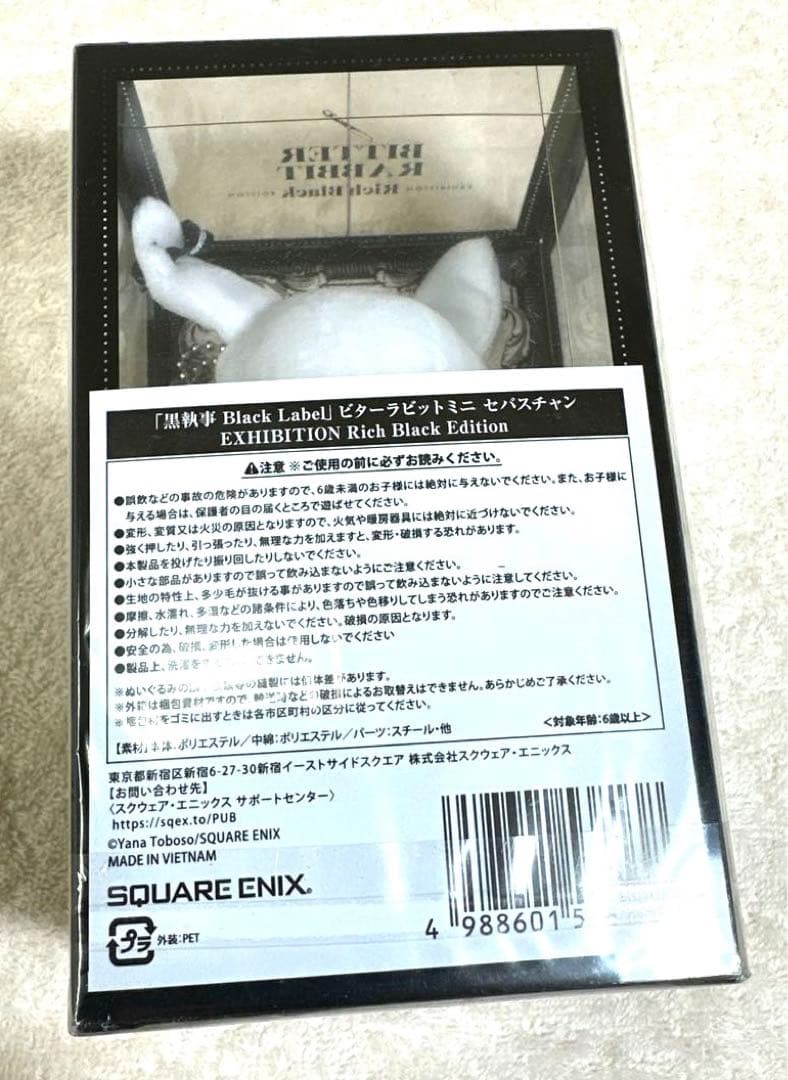 BITTER
RABBIT
EXHIBITION Rich Black EDITION
「黒執事 Black Label」 ビターラビットミニ セバスチャン
EXHIBITION Rich Black Edition
⚠注意 ※ご使用の前に必ずお読みください。
●誤飲などの事故の危険がありますので、6歳未満のお子様には絶対に与えないでください。また、お子様に
与える場合は、保護者の目の届くところで遊ばせてください。
●変形、変質又は火災の原因となりますので、火気や暖房器具には絶対に近づけないでください。
●強く押したり、引っ張ったり、無理な力を加えますと、変形・破損する恐れがあります。
●本製品を投げたり振り回したりしないでください。
●小さな部品がありますので誤って飲み込まないようにご注意ください。
●生地の特性上、多少毛が抜ける事がありますので誤って飲み込まないように注意してください。
●摩擦、水濡れ、多湿などの諸条件により、色落ちや色移りしてしまう恐れがありますのでご注意ください。
●分解したり、無理な力を加えないでください。破損の原因となります。
●安全の為、破損、変形した場合は使用しないでください
●製品上、洗濯をすることはできません。
※ぬいぐるみの 縫製には個体差があります。
※外箱は梱包資材ですので、輸送時などの破損によるお取替えはできません。あらかじめご了承ください。
※梱包材をゴミに出すときは各市区町村の区分に従ってください。
【素材】本体:ポリエステル/中綿:ポリエステル/パーツ:スチール・他
<対象年齢:6歳以上>
東京都新宿区新宿6-27-30新宿イーストサイドスクエア 株式会社スクウェア・エニックス
【お問い合わせ先】
〈スクウェア・エニックス サポートセンター〉
https://sqex.to/PUB
©Yana Toboso/SQUARE ENIX
MADE IN VIETNAM
SQUARE ENIX®
プラ 外装:PET
4 988601 5